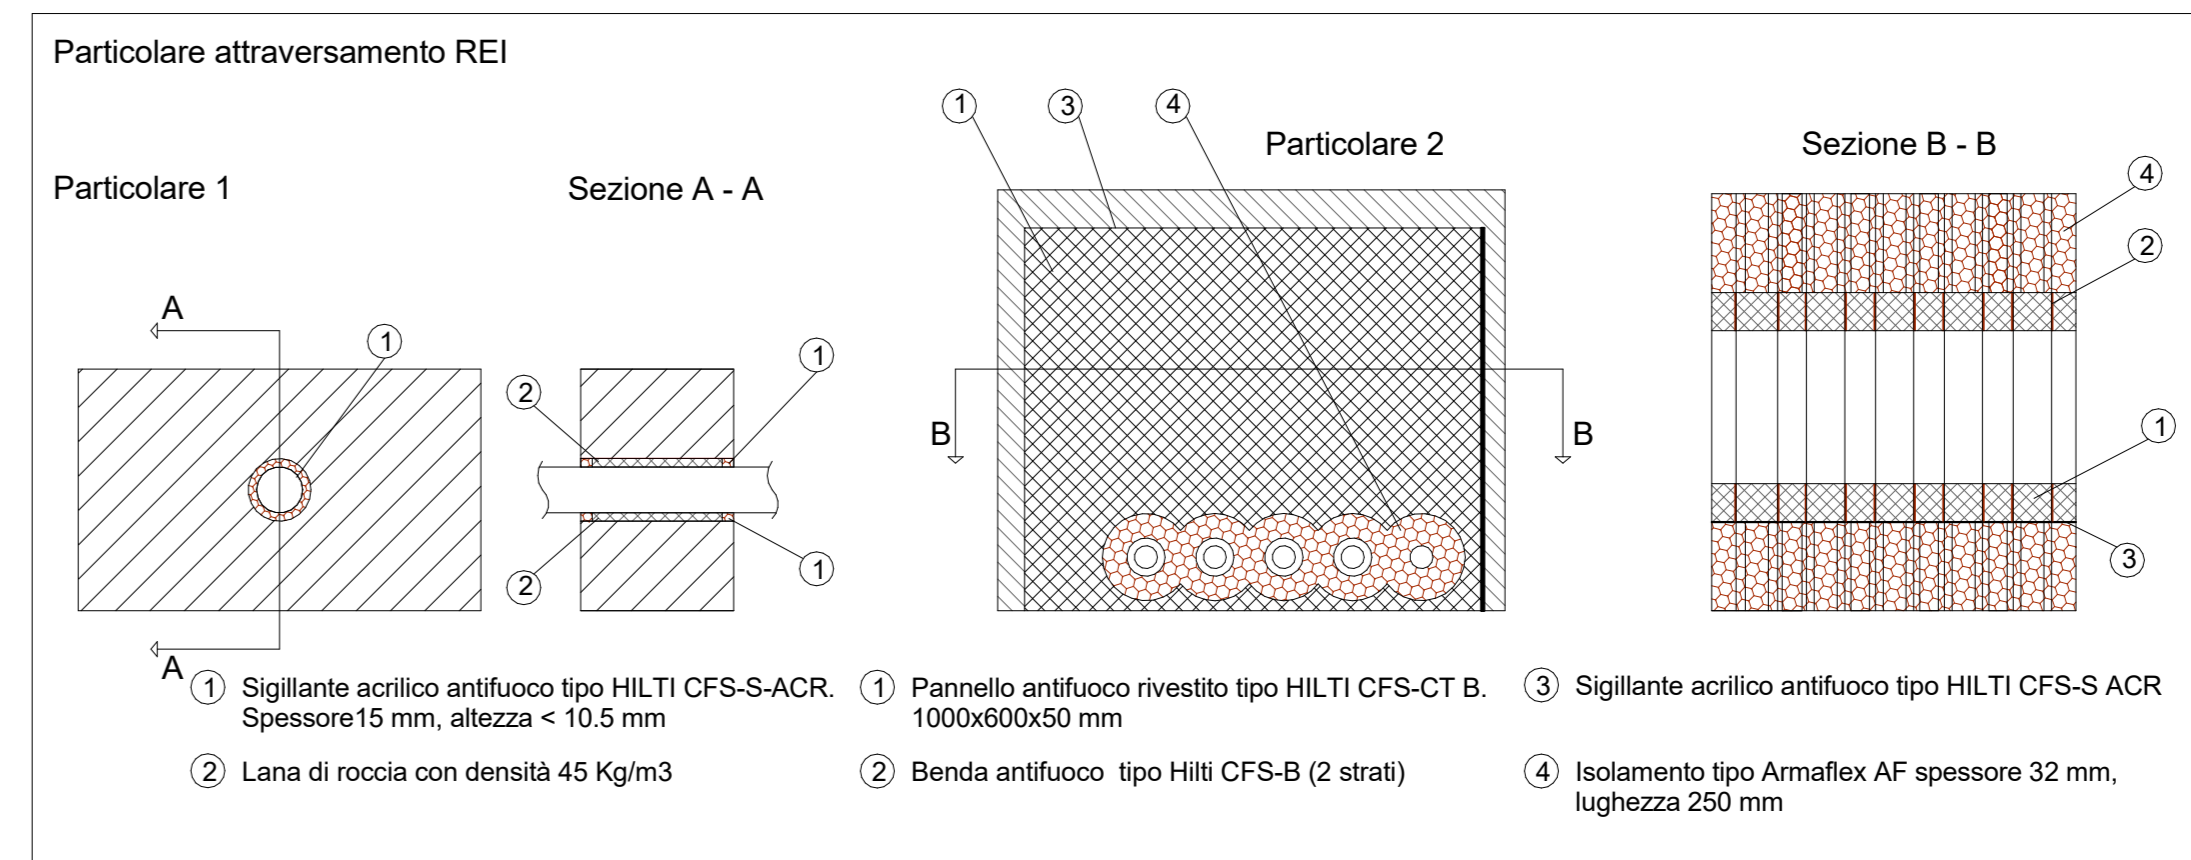 Particolare attraversamento REI
1
3
4
Particolare 2
Sezione B - B
4
Particolare 1
Sezione A - A
2
A
1
1
2
B
B
1
2
1
3
A
1 Sigillante acrilico antifuoco tipo HILTI CFS-S-ACR.
Spessore15 mm, altezza < 10.5 mm
2 Lana di roccia con densità 45 Kg/m3
1 Pannello antifuoco rivestito tipo HILTI CFS-CT B.
1000x600x50 mm
2 Benda antifuoco tipo Hilti CFS-B (2 strati)
3 Sigillante acrilico antifuoco tipo HILTI CFS-S ACR
4 Isolamento tipo Armaflex AF spessore 32 mm,
lughezza 250 mm